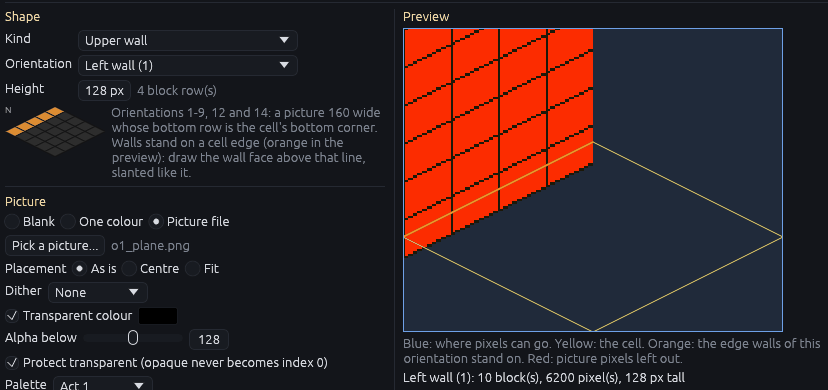 Shape
Kind
Upper wall
Orientation
Left wall (1)
Height
128 px
4 block row(s)
N
Orientations 1-9, 12 and 14: a picture 160 wide
whose bottom row is the cell's bottom corner.
Walls stand on a cell edge (orange in the
preview): draw the wall face above that line,
slanted like it.
Picture
Blank
One colour
Picture file
Pick a picture...
o1_plane.png
Placement
As is
Centre
Fit
Dither
None
Transparent colour
Alpha below
128
Protect transparent (opaque never becomes index 0)
Palette
Act 1
Preview
Blue: where pixels can go. Yellow: the cell. Orange: the edge walls of this
orientation stand on. Red: picture pixels left out.
Left wall (1): 10 block(s), 6200 pixel(s), 128 px tall